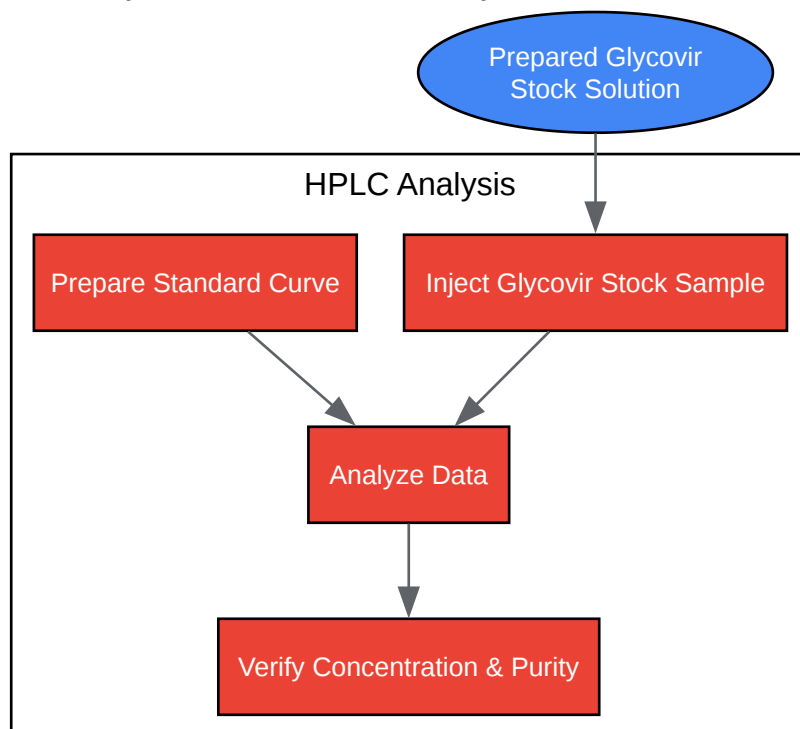 Prepared Glycovir
Stock Solution
HPLC Analysis
Prepare Standard Curve
Inject Glycovir Stock Sample
Analyze Data
Verify Concentration & Purity